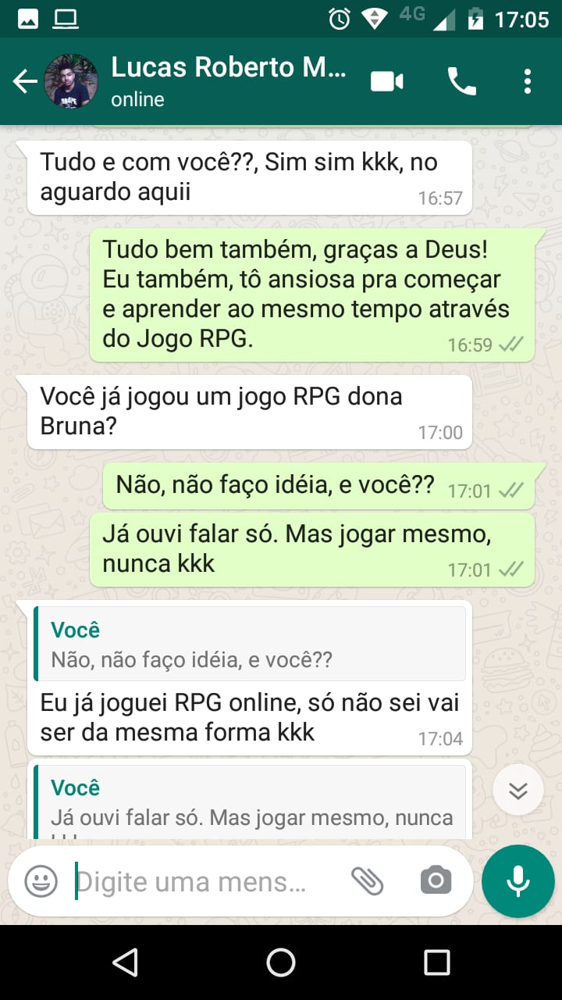 4G 17:05
Lucas Roberto M...
online
Tudo e com você??, Sim sim kkk, no
aguardo aquii
16:57
Tudo bem também, graças a Deus!
Eu também, tô ansiosa pra começar
e aprender ao mesmo tempo através
do Jogo RPG.
16:59
Você já jogou um jogo RPG dona
Bruna?
17:00
Não, não faço idéia, e você??
17:01
Já ouvi falar só. Mas jogar mesmo,
nunca kkk
17:01
Você
Não, não faço idéia, e você??
Eu já joguei RPG online, só não sei vai
ser da mesma forma kkk
17:04
Você
Já ouvi falar só. Mas jogar mesmo, nunca
Digite uma mens...